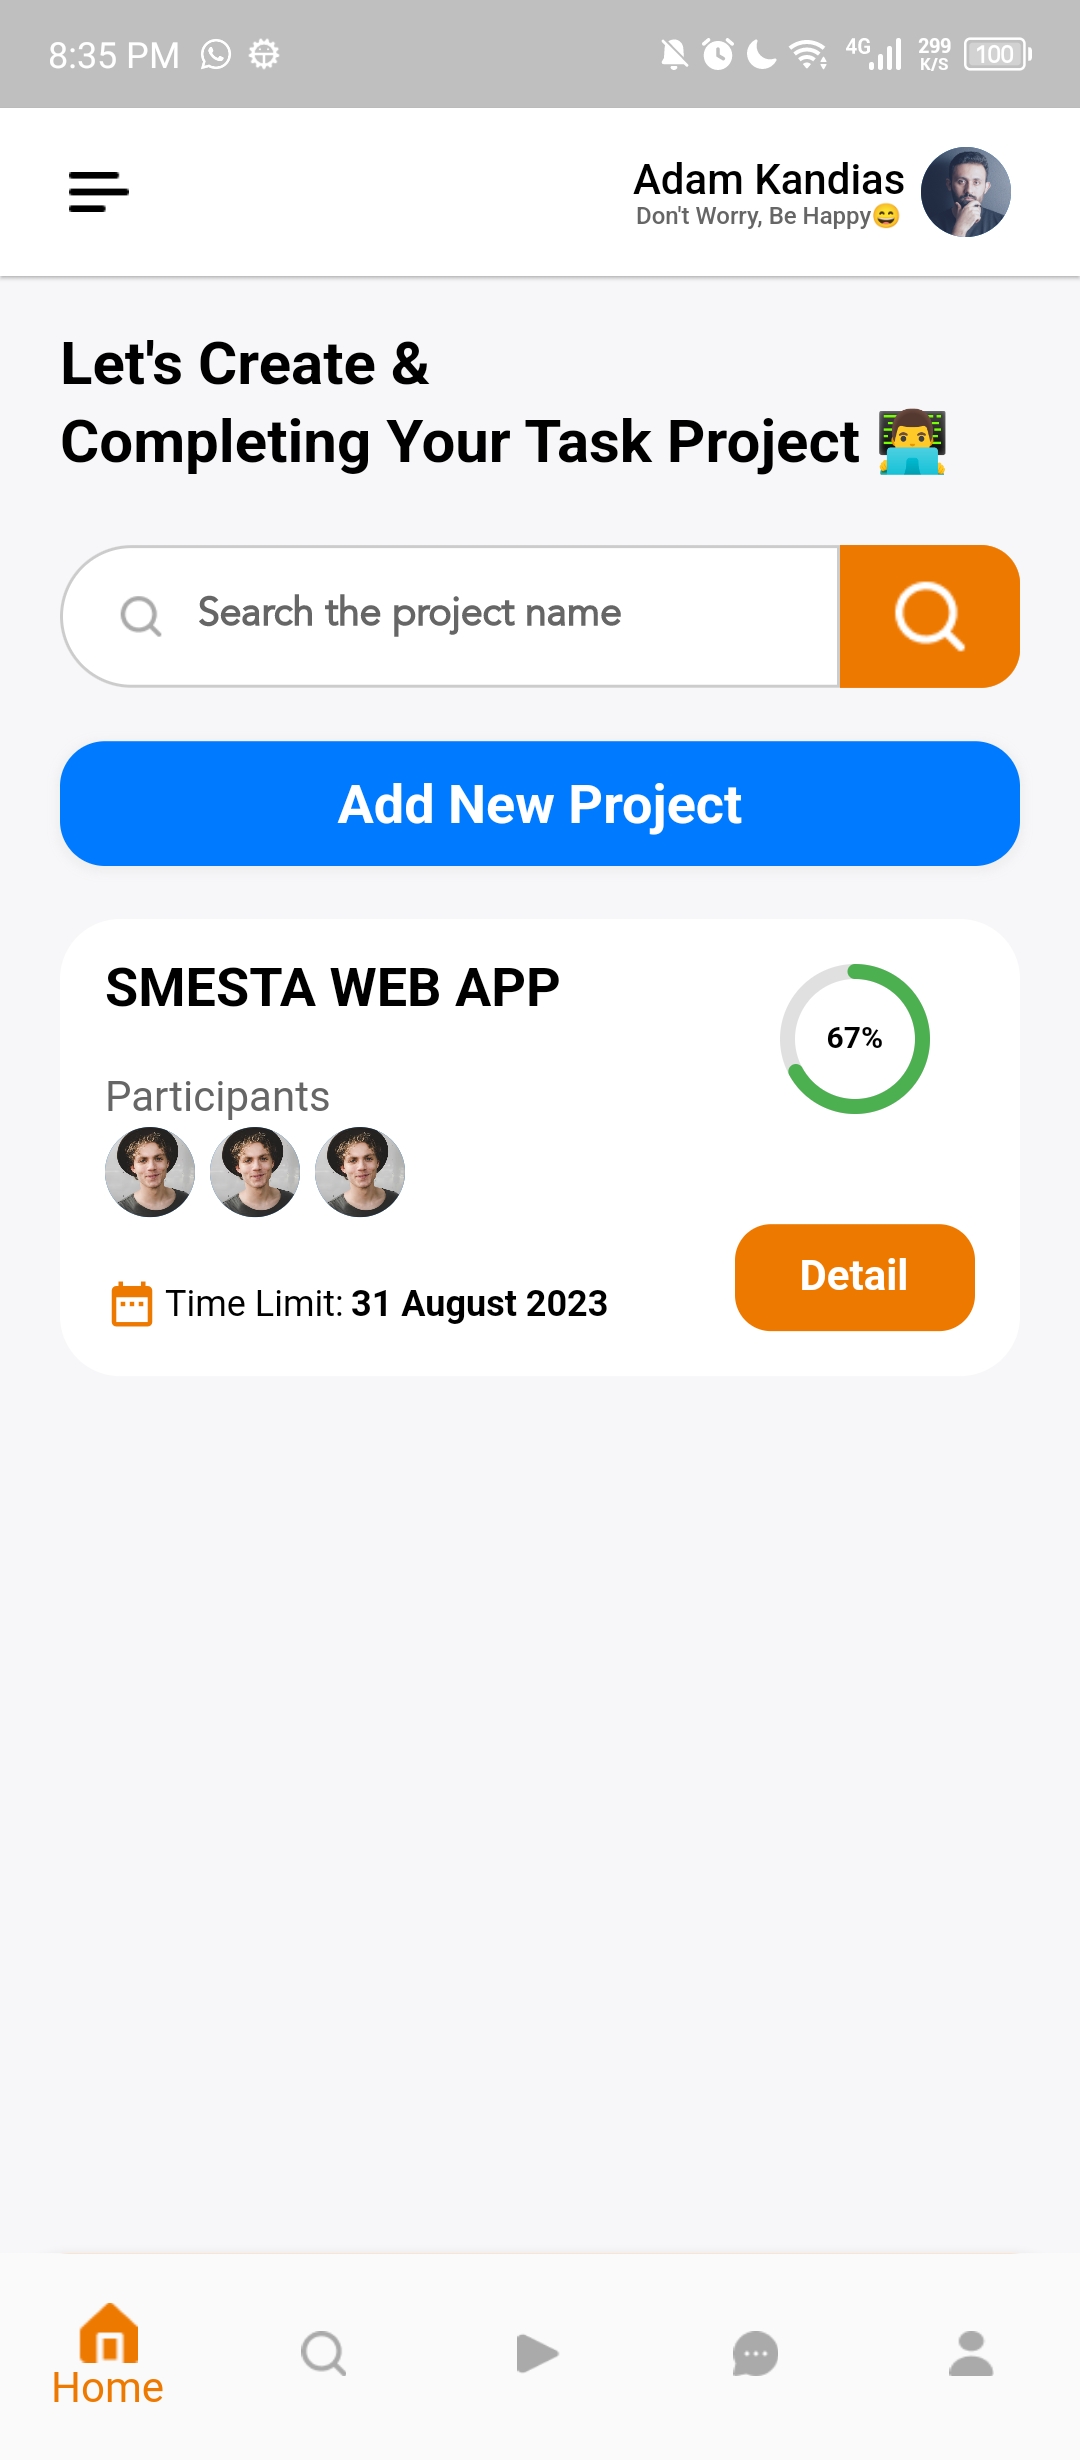 8:35 PM 4G 299 K/S 100
Adam Kandias
Don't Worry, Be Happy😄
Let's Create &
Completing Your Task Project 👨‍💻
Search the project name
Add New Project
SMESTA WEB APP
67%
Participants
Time Limit: 31 August 2023
Detail
Home